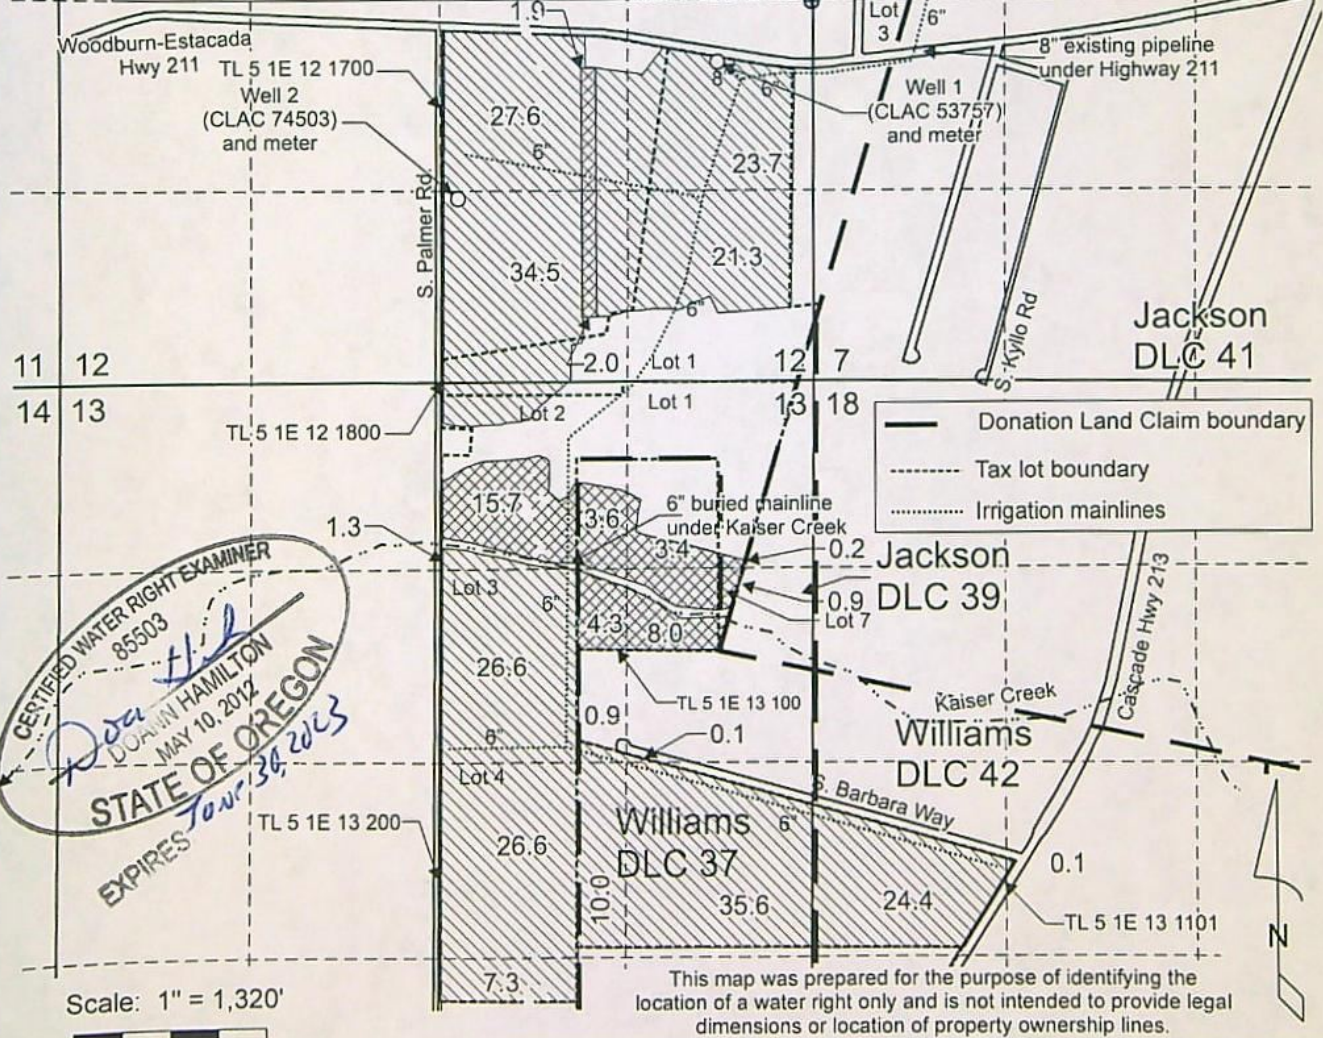 1.9
Lot
3
6"
Woodburn-Estacada
Hwy 211
TL 5 1E 12 1700
Well 2
(CLAC 74503)
and meter
27.6
6"
8"
6"
8" existing pipeline
under Highway 211
Well 1
(CLAC 53757)
and meter
23.7
S. Palmer Rd.
34.5
21.3
6"
S. Kyllo Rd
Jackson
DLC 41
11 12
2.0
Lot 1
12 7
14 13
Lot 2
Lot 1
13 18
TL 5 1E 12 1800
Donation Land Claim boundary
Tax lot boundary
Irrigation mainlines
15.7
1.3
3.6
6" buried mainline
under Kaiser Creek
3.4
0.2
Jackson
DLC 39
0.9
Lot 7
Lot 3
6"
4.3
8.0
26.6
TL 5 1E 13 100
Kaiser Creek
Cascade Hwy 213
0.9
0.1
6"
Lot 4
Williams
DLC 42
S. Barbara Way
6"
TL 5 1E 13 200
26.6
Williams
DLC 37
10.0
35.6
24.4
0.1
TL 5 1E 13 1101
7.3
N
CERTIFIED WATER RIGHT EXAMINER
85503
DOANN HAMILTON
MAY 10, 2012
STATE OF OREGON
EXPIRES June 30, 2023
Scale: 1" = 1,320'
This map was prepared for the purpose of identifying the
location of a water right only and is not intended to provide legal
dimensions or location of property ownership lines.